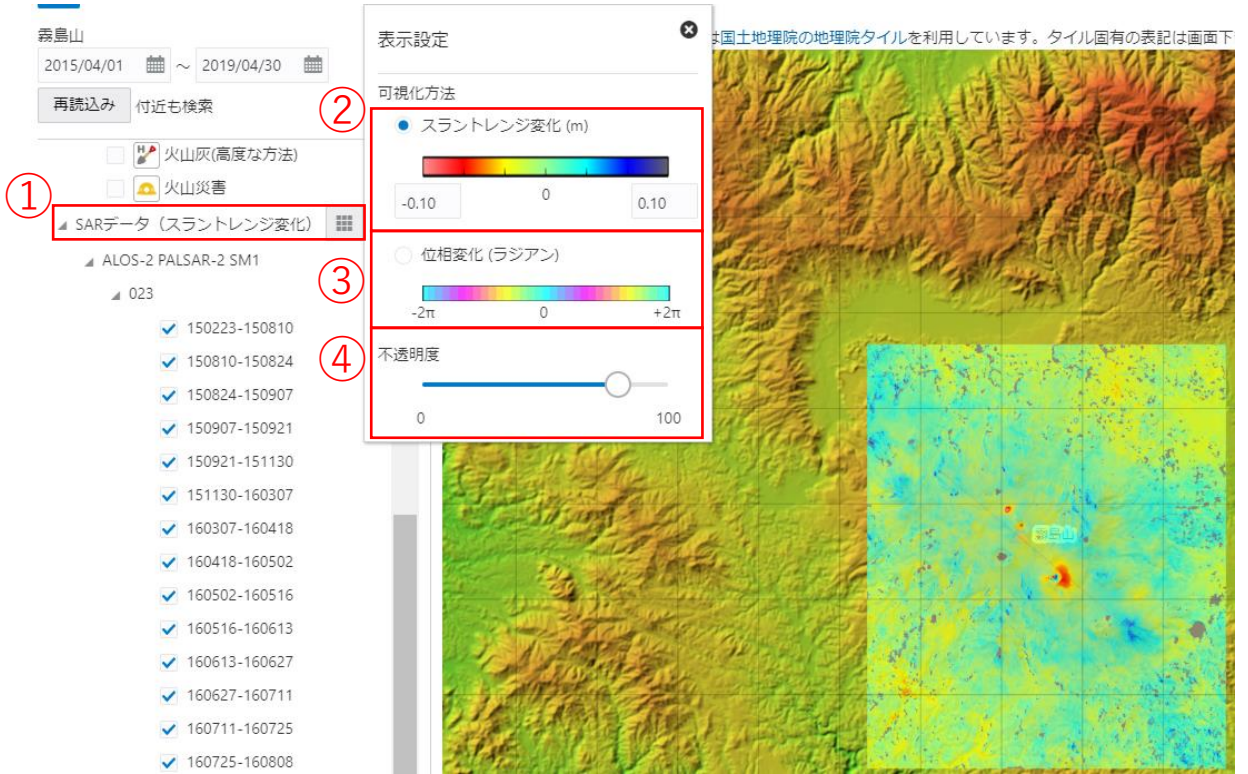 霧島山
2015/04/01 ~ 2019/04/30
再読込み 付近も検索
火山灰(高度な方法)
火山災害
①
SARデータ（スラントレンジ変化）
ALOS-2 PALSAR-2 SM1
023
150223-150810
150810-150824
150824-150907
150907-150921
150921-151130
151130-160307
160307-160418
160418-160502
160502-160516
160516-160613
160613-160627
160627-160711
160711-160725
160725-160808
表示設定
可視化方法
②
スラントレンジ変化 (m)
-0.10 0 0.10
③
位相変化 (ラジアン)
-2π 0 +2π
④
不透明度
0 100
は国土地理院の地理院タイルを利用しています。タイル固有の表記は画面下
霧島山